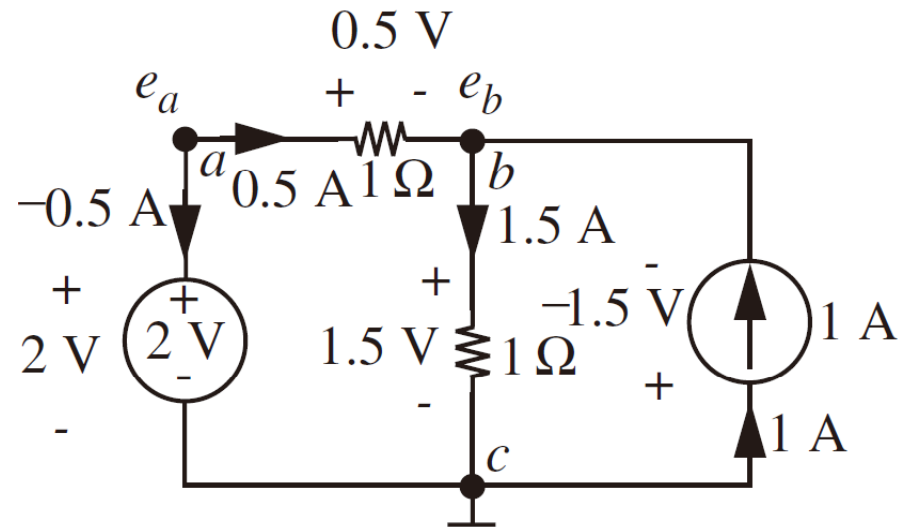 0.5 V
+ -
e_a
e_b
a
0.5 A
1 Ω
b
−0.5 A
1.5 A
+
2 V
-
+
2 V
-
+
1.5 V
-
1 Ω
-
−1.5 V
+
1 A
1 A
c